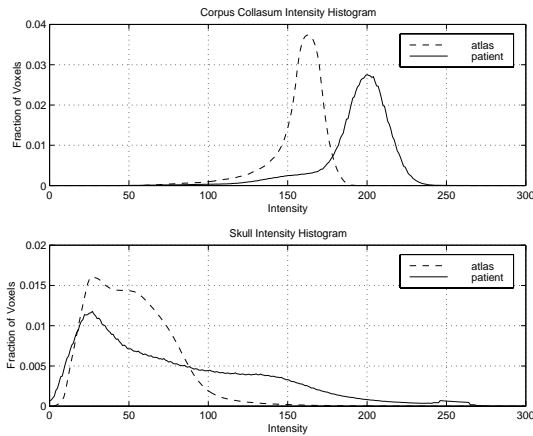 Corpus Collasum Intensity Histogram
0.04
0.03
0.02
0.01
0
Fraction of Voxels
atlas
patient
0 50 100 150 200 250 300
Intensity
Skull Intensity Histogram
0.02
0.015
0.01
0.005
0
Fraction of Voxels
atlas
patient
0 50 100 150 200 250 300
Intensity